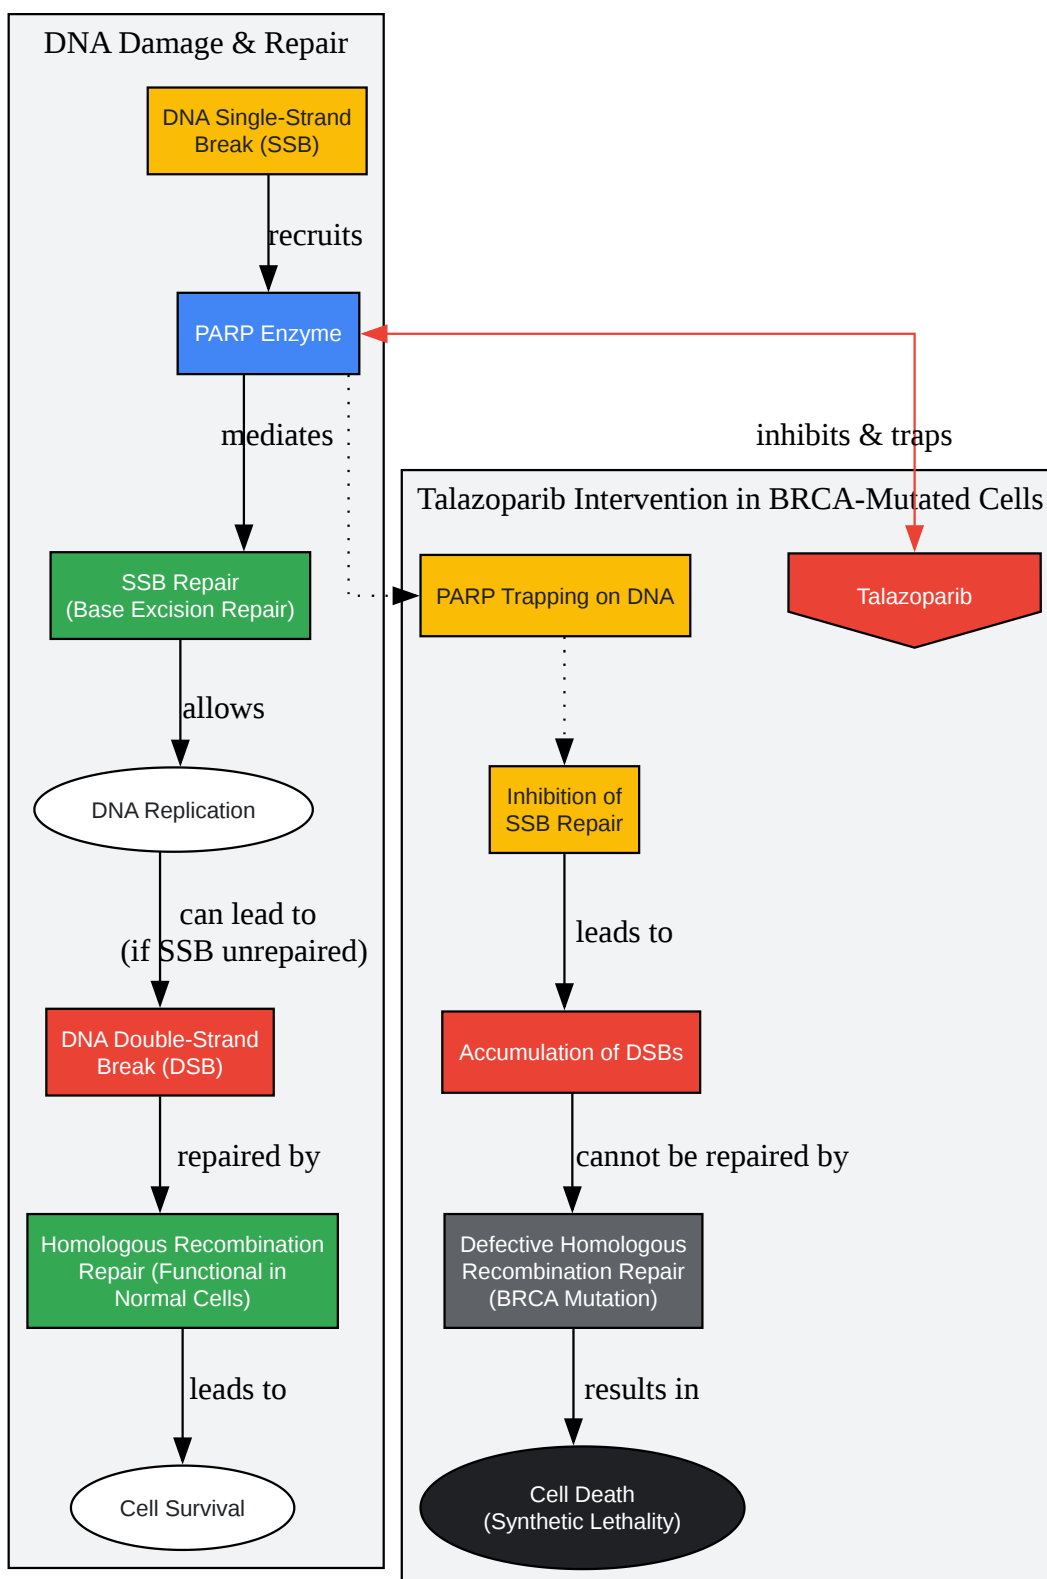 DNA Damage & Repair
DNA Single-Strand
Break (SSB)
recruits
PARP Enzyme
mediates
inhibits & traps
Talazoparib Intervention in BRCA-Mutated Cells
SSB Repair
(Base Excision Repair)
PARP Trapping on DNA
Talazoparib
allows
DNA Replication
Inhibition of
SSB Repair
can lead to
(if SSB unrepaired)
leads to
DNA Double-Strand
Break (DSB)
Accumulation of DSBs
repaired by
cannot be repaired by
Homologous Recombination
Repair (Functional in
Normal Cells)
Defective Homologous
Recombination Repair
(BRCA Mutation)
leads to
results in
Cell Survival
Cell Death
(Synthetic Lethality)